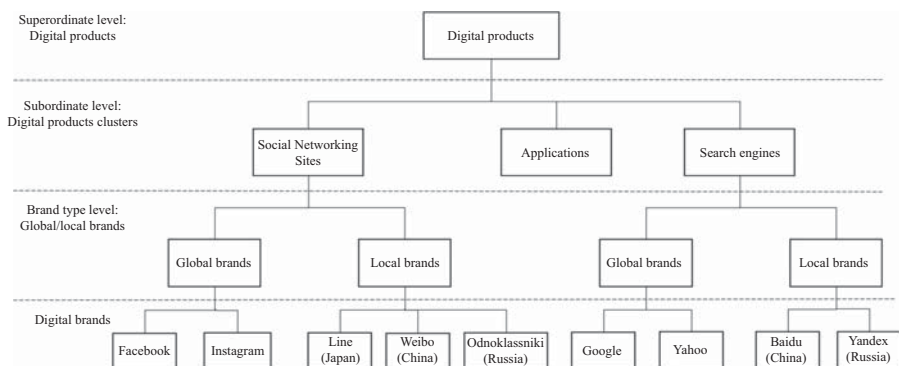 Superordinate level:
Digital products
Digital products
Subordinate level:
Digital products clusters
Social Networking
Sites
Applications
Search engines
Brand type level:
Global/local brands
Global brands
Local brands
Global brands
Local brands
Digital brands
Facebook
Instagram
Line
(Japan)
Weibo
(China)
Odnoklassniki
(Russia)
Google
Yahoo
Baidu
(China)
Yandex
(Russia)